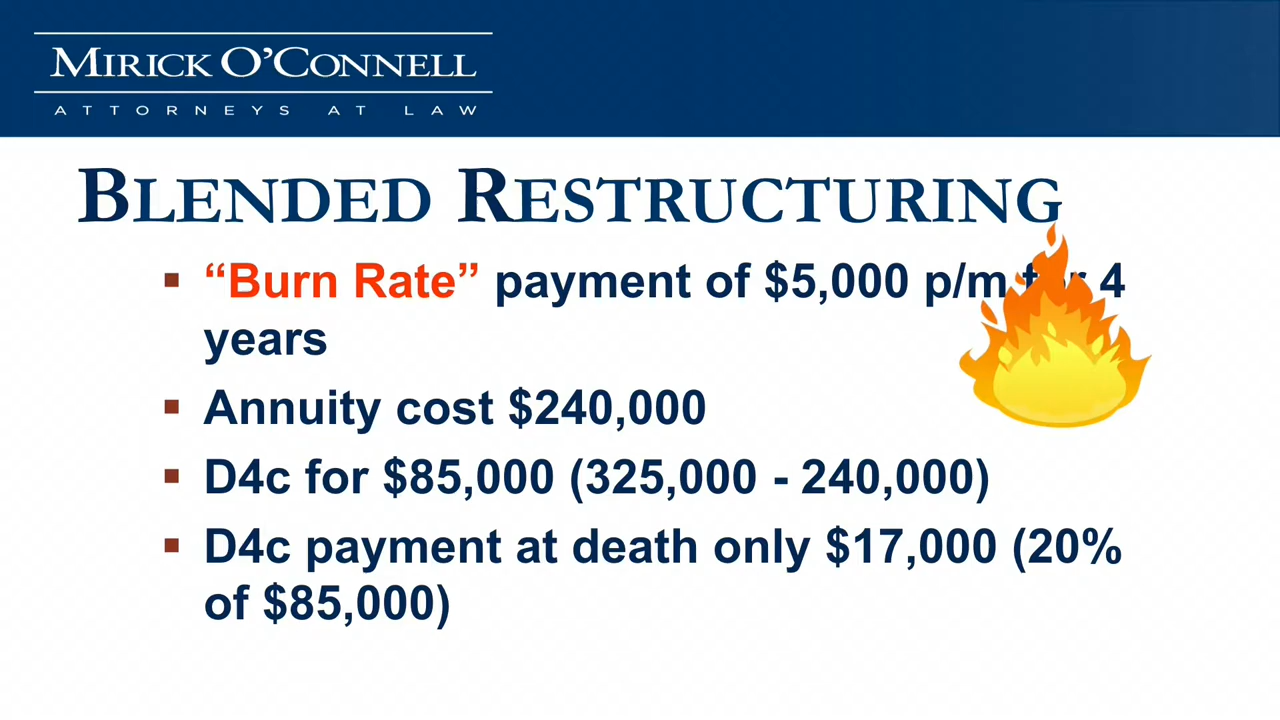 MIRICK O’CONNELL
ATTORNEYS AT LAW
BLENDED RESTRUCTURING
“Burn Rate” payment of $5,000 p/m for 4
years
Annuity cost $240,000
D4c for $85,000 (325,000 - 240,000)
D4c payment at death only $17,000 (20%
of $85,000)